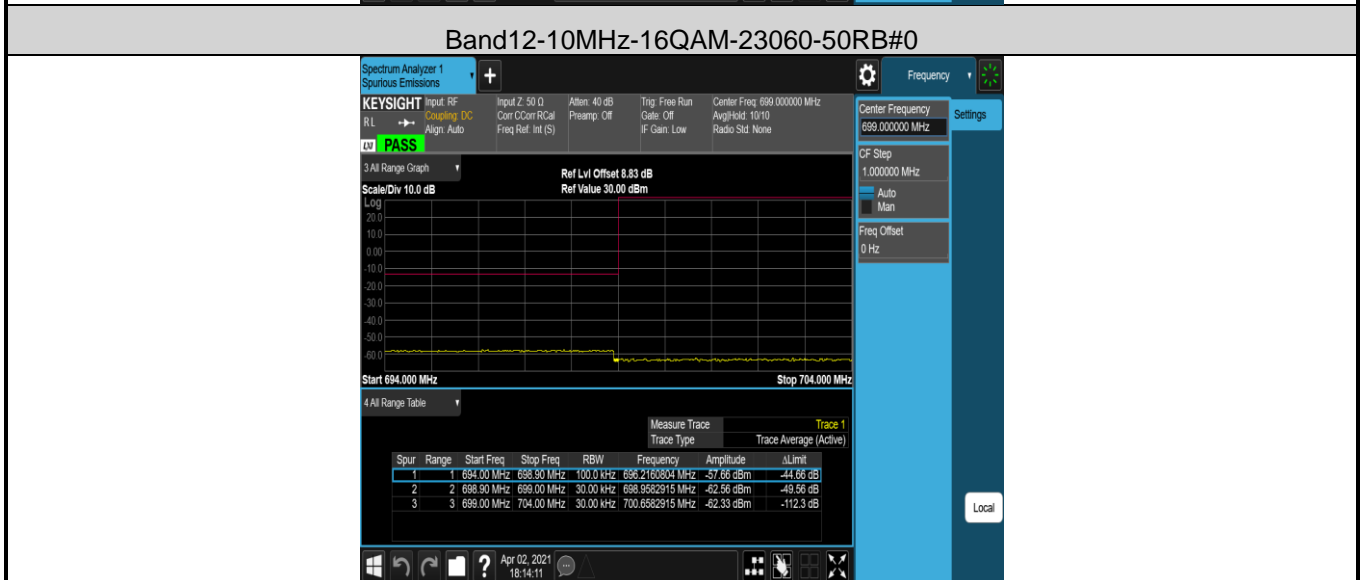 Band12-10MHz-16QAM-23060-50RB#0
Spectrum Analyzer 1
Spurious Emissions
+
Frequency
KEYSIGHT
RL
LXI
PASS
Input: RF
Coupling: DC
Align: Auto
Input Z: 50 Ω
Corr CCorr RCal
Freq Ref: Int (S)
Atten: 40 dB
Preamp: Off
Trig: Free Run
Gate: Off
IF Gain: Low
Center Freq: 699.000000 MHz
Avg|Hold: 10/10
Radio Std: None
Center Frequency
699.000000 MHz
Settings
CF Step
1.000000 MHz
Auto
Man
Freq Offset
0 Hz
3 All Range Graph
Ref Lvl Offset 8.83 dB
Scale/Div 10.0 dB
Ref Value 30.00 dBm
Log
20.0
10.0
0.00
-10.0
-20.0
-30.0
-40.0
-50.0
-60.0
Start 694.000 MHz
Stop 704.000 MHz
4 All Range Table
Measure Trace Trace 1
Trace Type Trace Average (Active)
Spur Range Start Freq Stop Freq RBW Frequency Amplitude ΔLimit
1 1 694.00 MHz 698.90 MHz 100.0 kHz 696.2160804 MHz -57.66 dBm -44.66 dB
2 2 698.90 MHz 699.00 MHz 30.00 kHz 698.9582915 MHz -62.56 dBm -49.56 dB
3 3 699.00 MHz 704.00 MHz 30.00 kHz 700.6582915 MHz -62.33 dBm -112.3 dB
Local
?
Apr 02, 2021
18:14:11